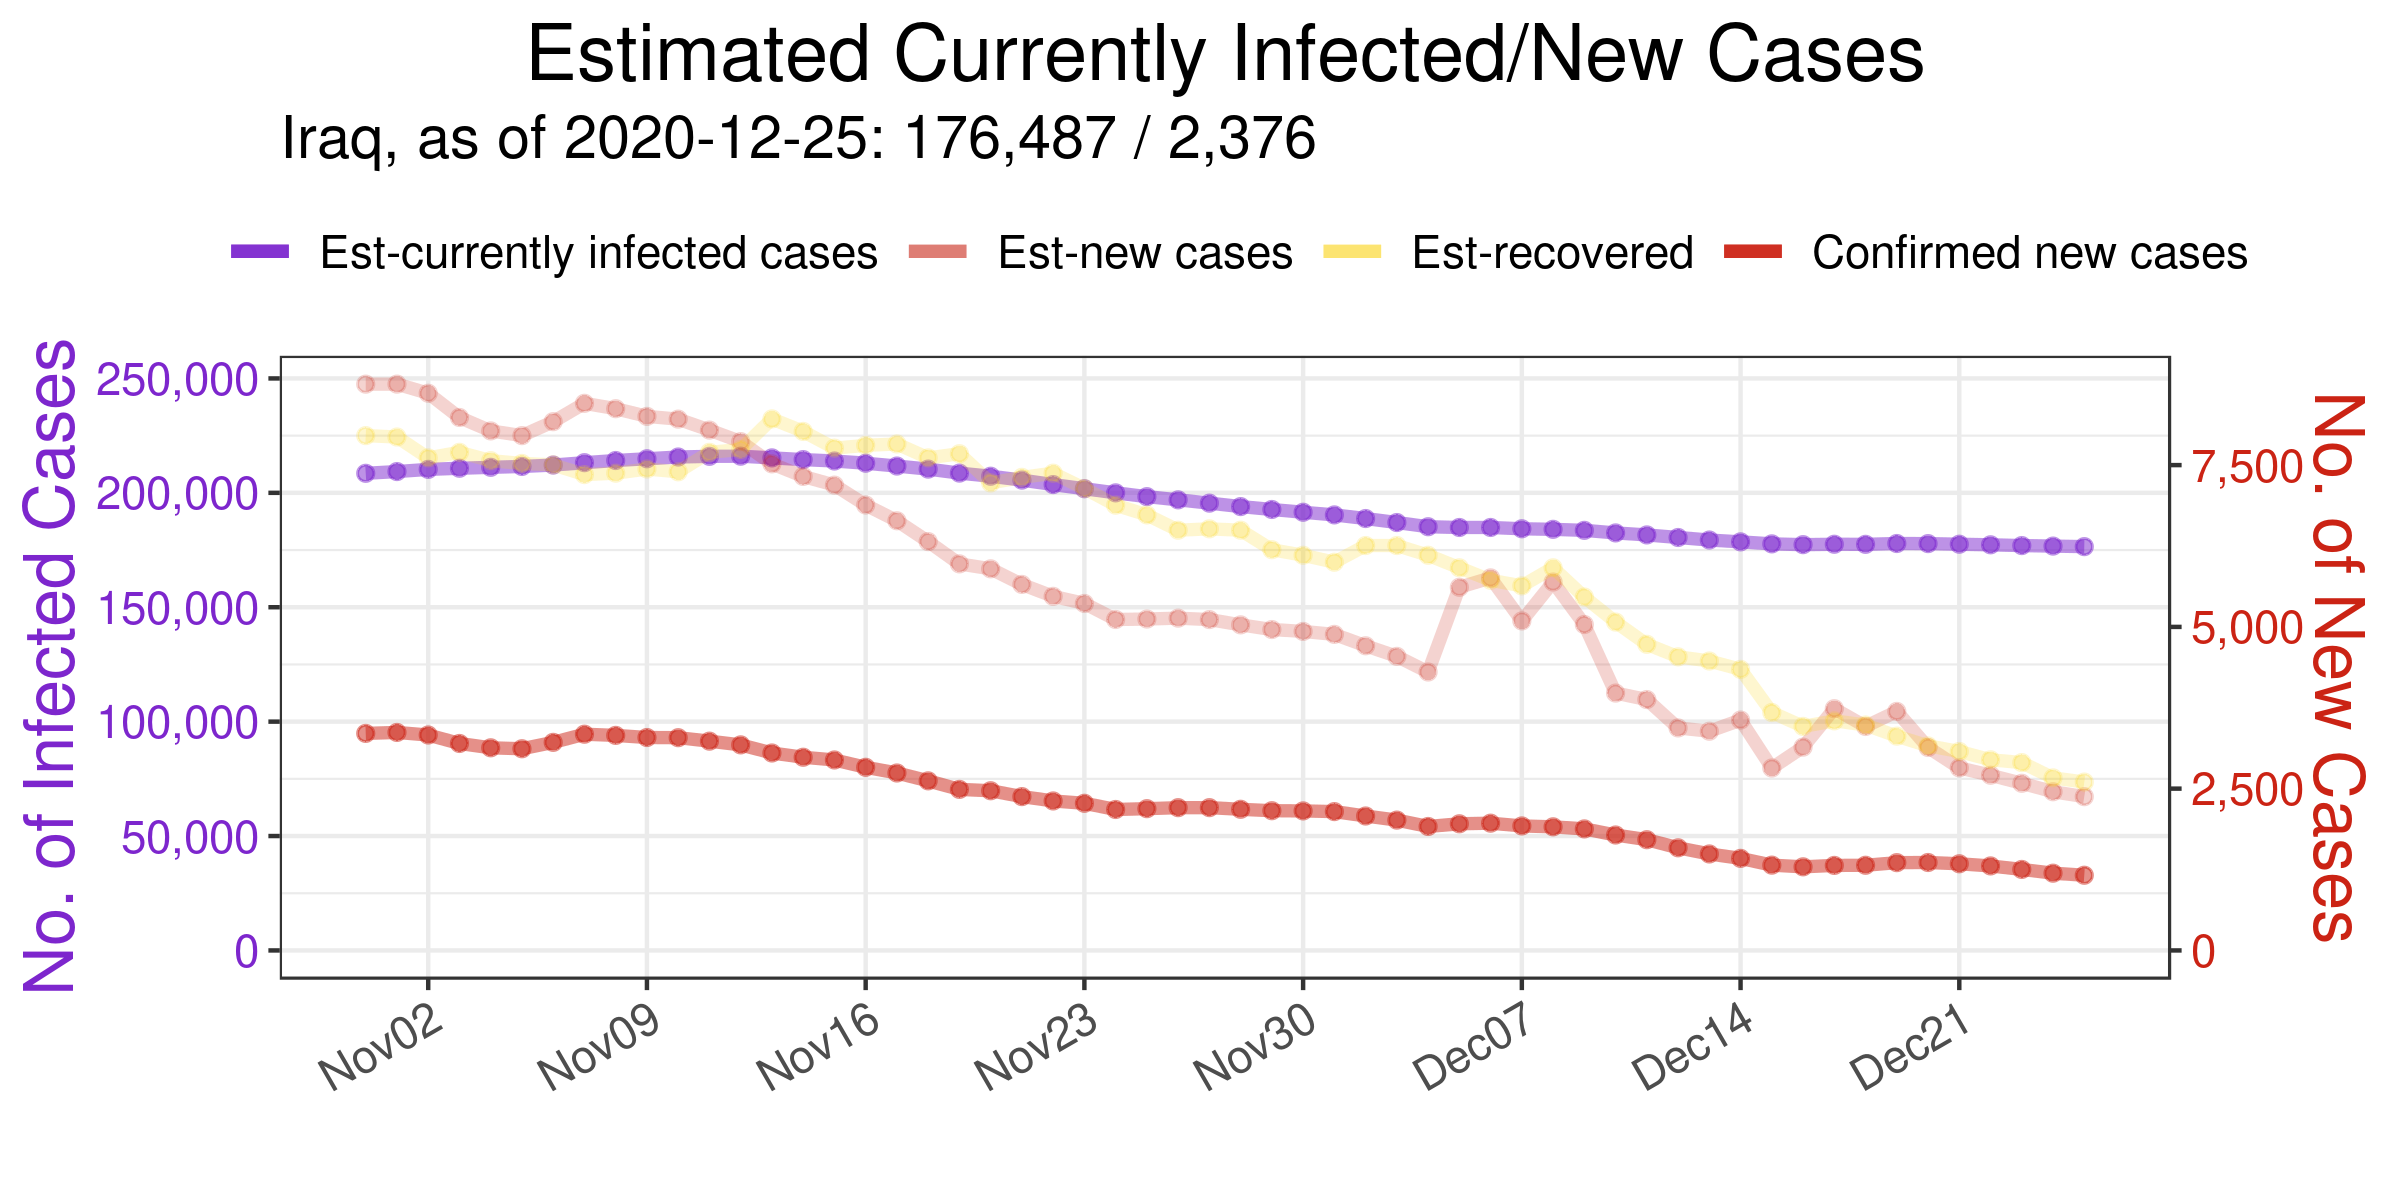 Estimated Currently Infected/New Cases
Iraq, as of 2020-12-25: 176,487 / 2,376
Est-currently infected cases Est-new cases Est-recovered Confirmed new cases
No. of Infected Cases
250,000
200,000
150,000
100,000
50,000
0
7,500
5,000
2,500
0
No. of New Cases
Nov02 Nov09 Nov16 Nov23 Nov30 Dec07 Dec14 Dec21